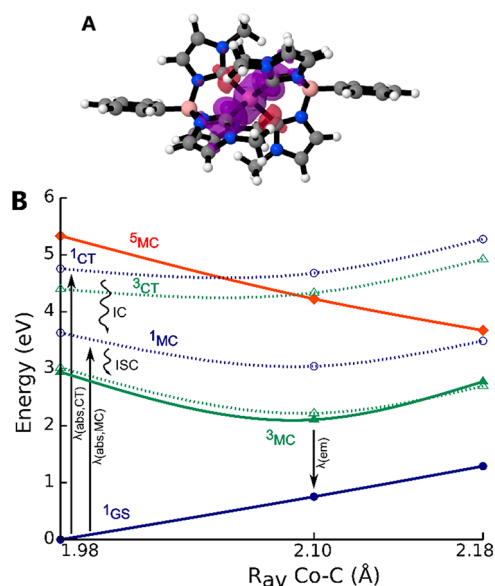 A
B
6
5
4
3
2
1
0
Energy (eV)
⁵MC
¹CT
³CT
IC
¹MC
ISC
³MC
¹GS
λ(abs,CT)
λ(abs,MC)
λ(em)
1.98
2.10
2.18
Rav Co-C (Å)